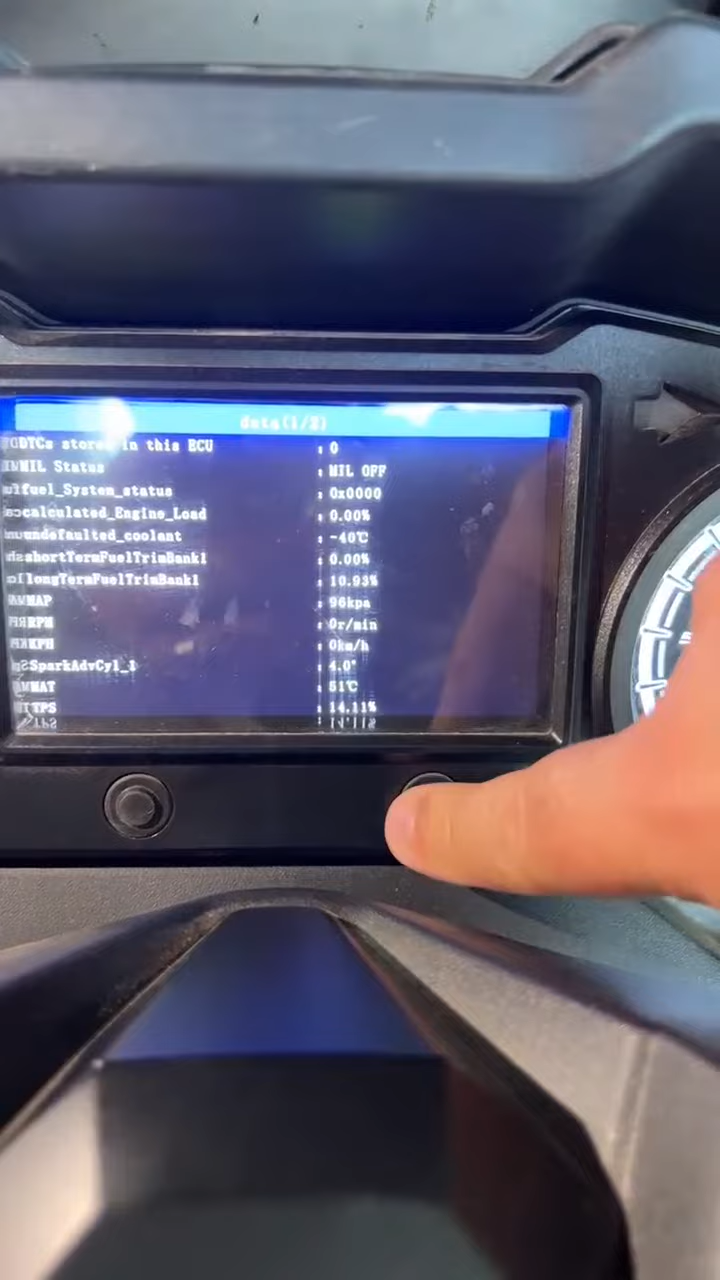 data(1/2)
DTCs stored in this ECU : 0
MIL Status : MIL OFF
fuel_System_status : 0x0000
calculated_Engine_Load : 0.00%
undefaulted_coolant : -40℃
shortTermFuelTrimBank1 : 0.00%
longTermFuelTrimBank1 : 10.93%
MAP : 96kpa
RPM : 0r/min
KPH : 0km/h
SparkAdvCyl_1 : 4.0°
MAT : 51℃
TPS : 14.11%